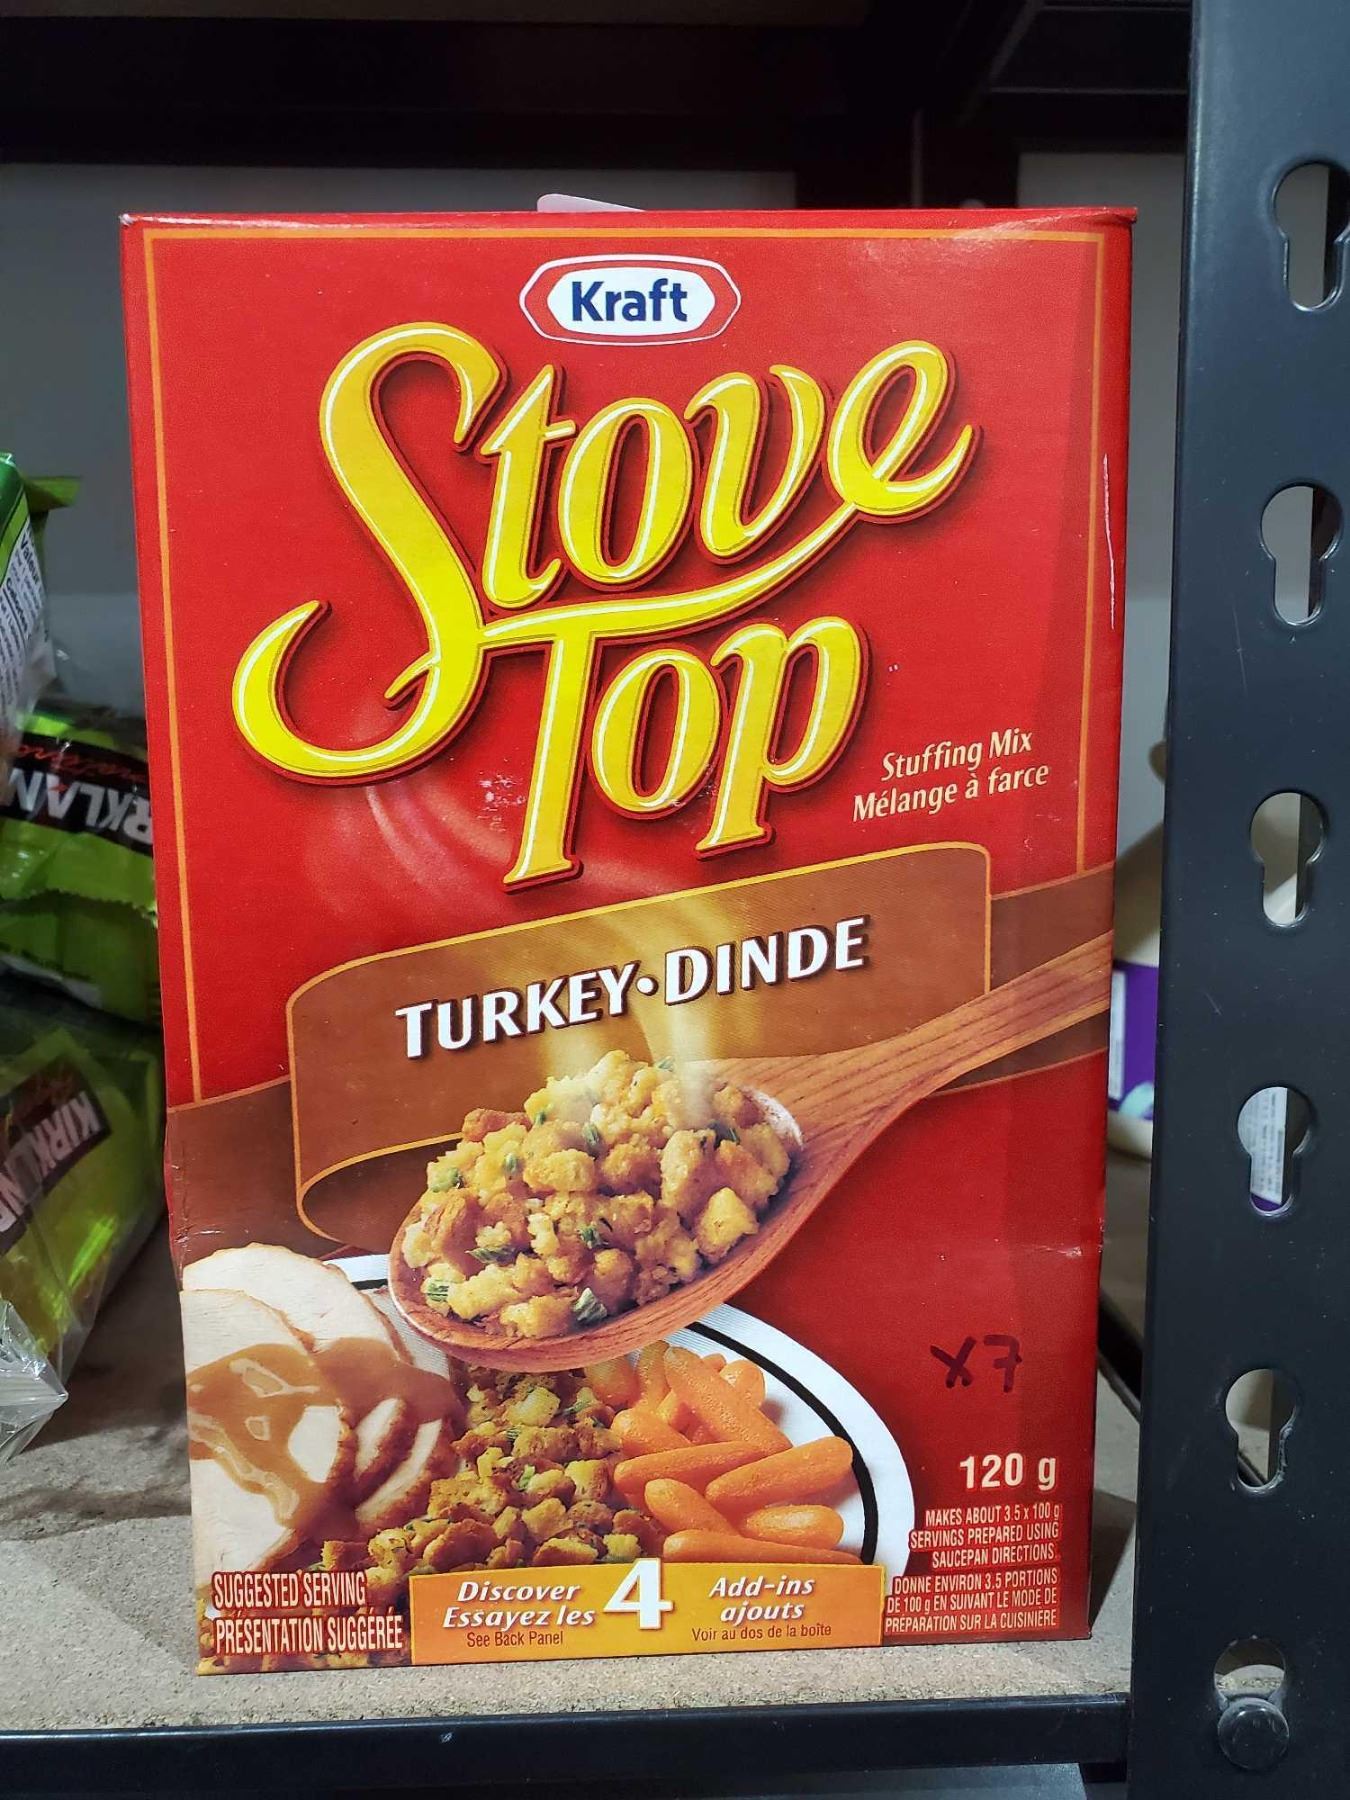 Kraft
Stove
Top
Stuffing Mix
Mélange à farce
TURKEY•DINDE
x7
120 g
MAKES ABOUT 3.5 x 100 g
SERVINGS PREPARED USING
SAUCEPAN DIRECTIONS
DONNE ENVIRON 3,5 PORTIONS
DE 100 g EN SUIVANT LE MODE DE
PRÉPARATION SUR LA CUISINIÈRE
SUGGESTED SERVING
PRÉSENTATION SUGGÉRÉE
Discover 4 Add-ins
Essayez les ajouts
See Back Panel Voir au dos de la boîte